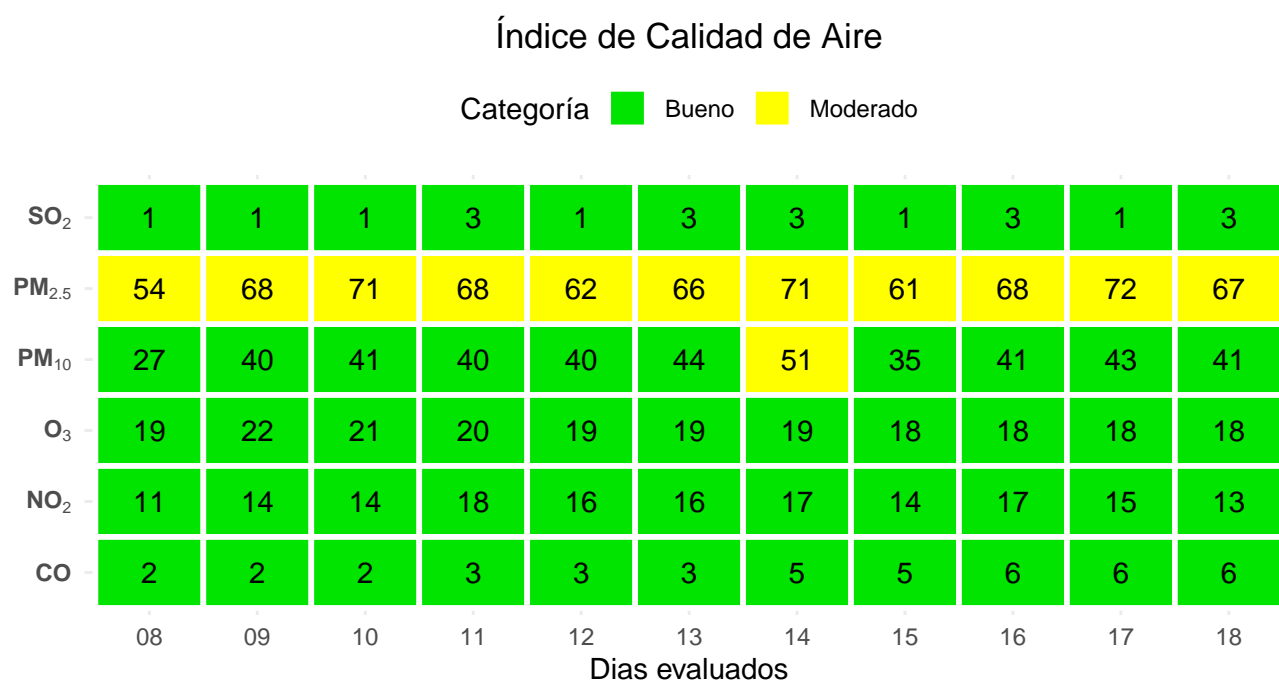 Índice de Calidad de Aire
Categoría Bueno Moderado
SO₂ 1 1 1 3 1 3 3 1 3 1 3
PM₂.₅ 54 68 71 68 62 66 71 61 68 72 67
PM₁₀ 27 40 41 40 40 44 51 35 41 43 41
O₃ 19 22 21 20 19 19 19 18 18 18 18
NO₂ 11 14 14 18 16 16 17 14 17 15 13
CO 2 2 2 3 3 3 5 5 6 6 6
08 09 10 11 12 13 14 15 16 17 18
Dias evaluados